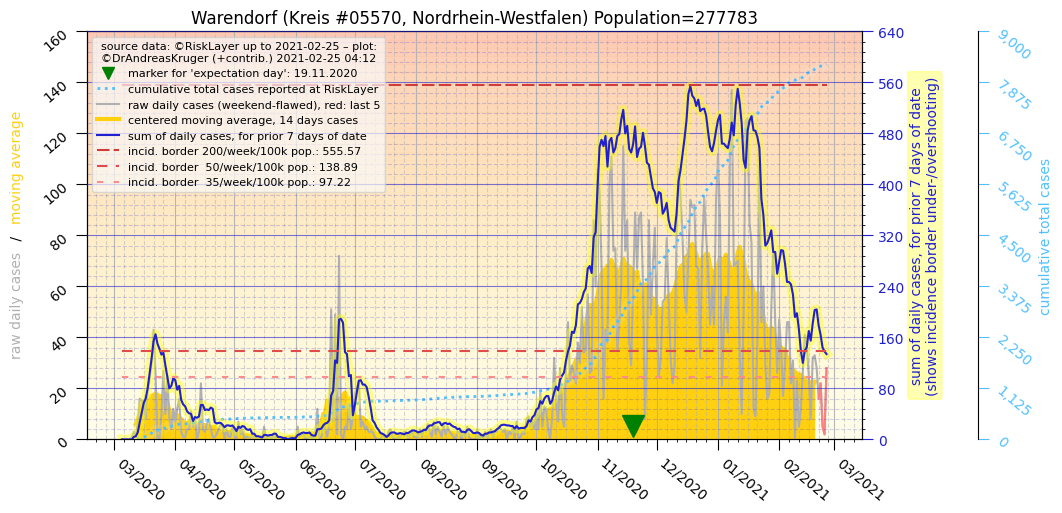 Warendorf (Kreis #05570, Nordrhein-Westfalen) Population=277783
source data: ©RiskLayer up to 2021-02-25 – plot:
©DrAndreasKruger (+contrib.) 2021-02-25 04:12
marker for 'expectation day': 19.11.2020
cumulative total cases reported at RiskLayer
raw daily cases (weekend-flawed), red: last 5
centered moving average, 14 days cases
sum of daily cases, for prior 7 days of date
incid. border 200/week/100k pop.: 555.57
incid. border  50/week/100k pop.: 138.89
incid. border  35/week/100k pop.: 97.22
raw daily cases / moving average
160
140
120
100
80
60
40
20
0
03/2020
04/2020
05/2020
06/2020
07/2020
08/2020
09/2020
10/2020
11/2020
12/2020
01/2021
02/2021
03/2021
640
560
480
400
320
240
160
80
0
sum of daily cases, for prior 7 days of date
(shows incidence border under-/overshooting)
9,000
7,875
6,750
5,625
4,500
3,375
2,250
1,125
0
cumulative total cases